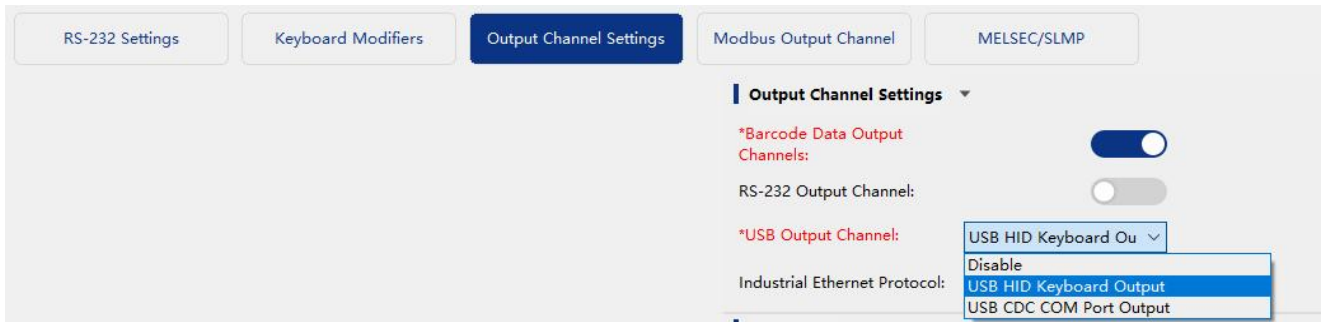 RS-232 Settings
Keyboard Modifiers
Output Channel Settings
Modbus Output Channel
MELSEC/SLMP
Output Channel Settings
*Barcode Data Output
Channels:
RS-232 Output Channel:
*USB Output Channel:
USB HID Keyboard Ou
Disable
Industrial Ethernet Protocol:
USB HID Keyboard Output
USB CDC COM Port Output